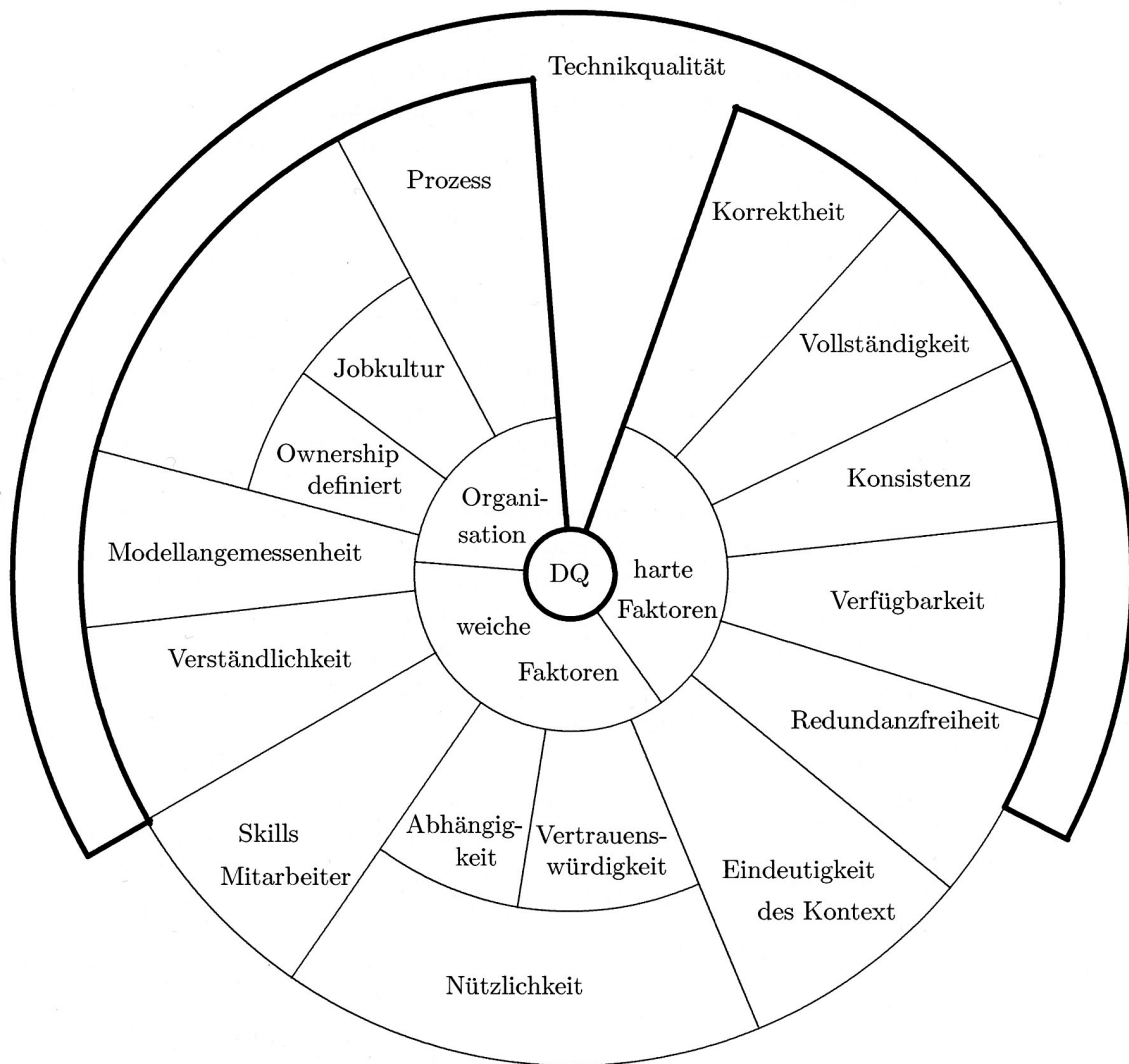 Technikqualität
Prozess
Korrektheit
Vollständigkeit
Jobkultur
Ownership
definiert
Konsistenz
Organi-
sation
Modellangemessenheit
DQ
harte
Faktoren
Verfügbarkeit
weiche
Faktoren
Verständlichkeit
Redundanzfreiheit
Skills
Mitarbeiter
Abhängig-
keit
Vertrauens-
würdigkeit
Eindeutigkeit
des Kontext
Nützlichkeit